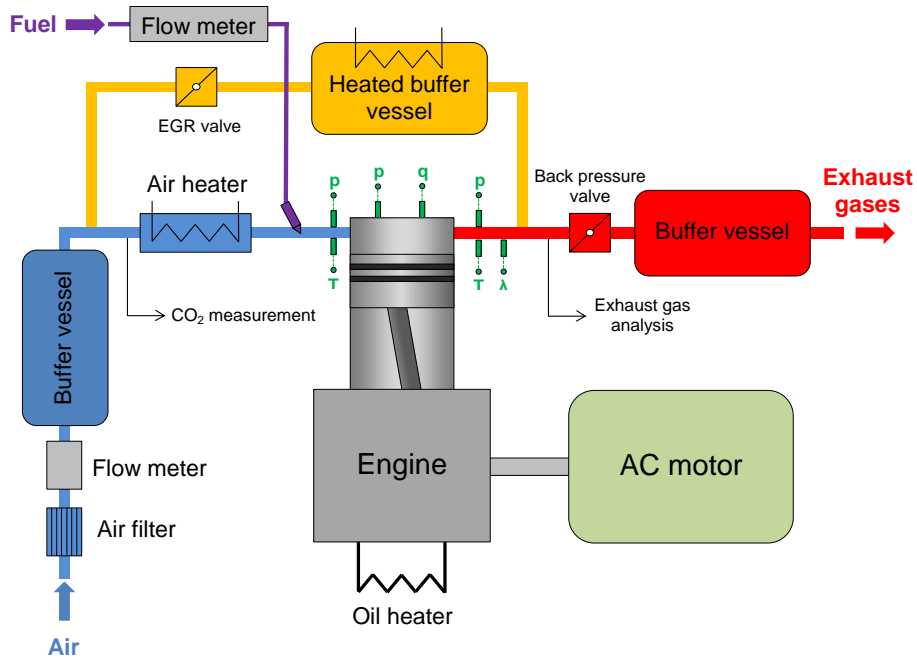 Fuel
Flow meter
Heated buffer
vessel
EGR valve
Air heater
p
p
q
p
Back pressure
valve
Exhaust
gases
Buffer vessel
Buffer vessel
T
T
λ
CO₂ measurement
Exhaust gas
analysis
Flow meter
Engine
AC motor
Air filter
Oil heater
Air